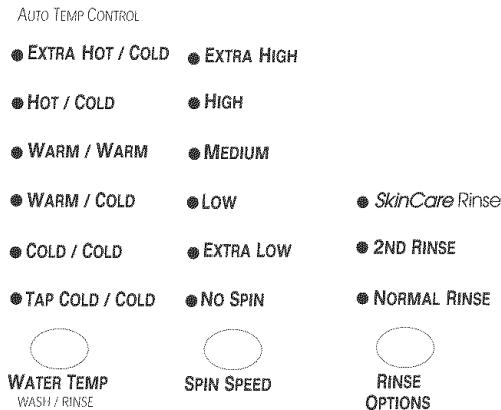 AUTO TEMP CONTROL
EXTRA HOT / COLD
EXTRA HIGH
HOT / COLD
HIGH
WARM / WARM
MEDIUM
WARM / COLD
LOW
SkinCare Rinse
COLD / COLD
EXTRA LOW
2ND RINSE
TAP COLD / COLD
NO SPIN
NORMAL RINSE
WATER TEMP
WASH / RINSE
SPIN SPEED
RINSE
OPTIONS